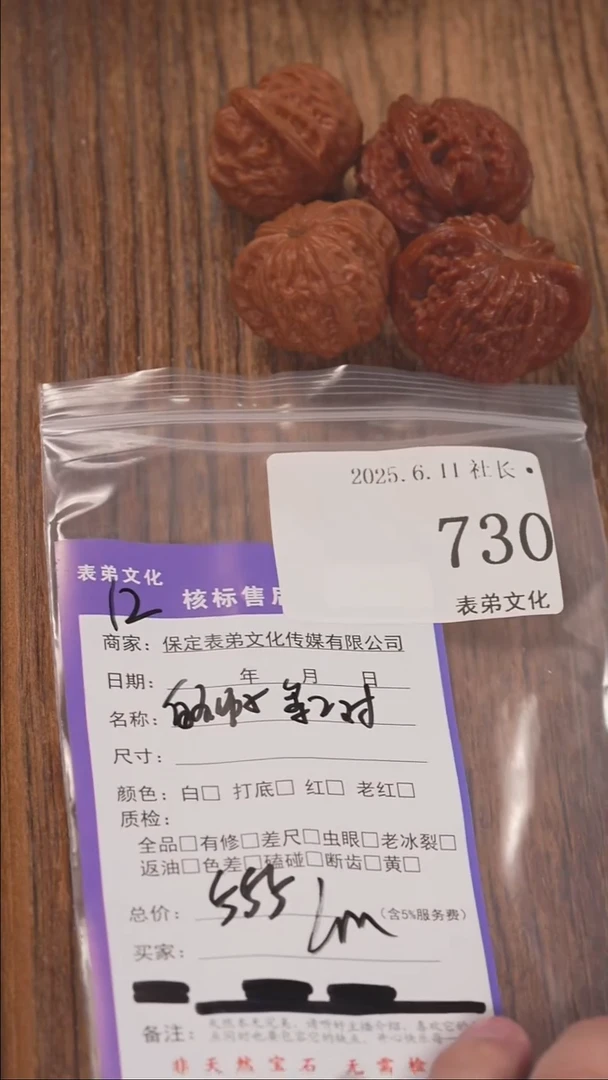 2025.6.11 社长·
730
表弟文化
表弟文化
12
核标售后
商家：保定表弟文化传媒有限公司
日期： 年 月 日
名称：
尺寸：
颜色：白□ 打底□ 红□ 老红□
质检：
全品□有修□差尺□虫眼□老冰裂□
返油□色差□磕碰□断齿□黄□
总价： 555 （含5%服务费）
买家：
备注：
非 天 然 宝 石 无 需 检